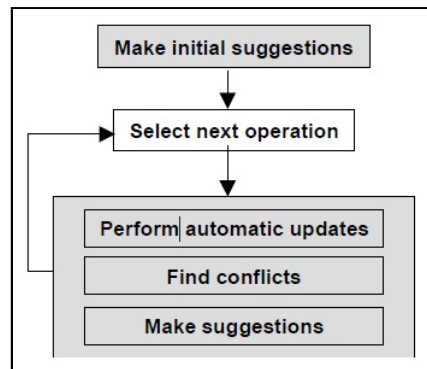 Make initial suggestions
Select next operation
Perform automatic updates
Find conflicts
Make suggestions